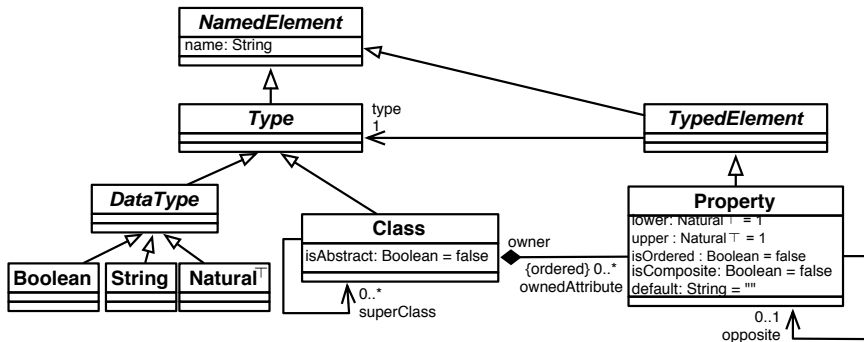 NamedElement
name: String
Type
type
1
TypedElement
DataType
Boolean
String
Natural⊤
Class
isAbstract: Boolean = false
0..*
superClass
owner
{ordered} 0..*
ownedAttribute
Property
lower: Natural⊤ = 1
upper : Natural⊤ = 1
isOrdered : Boolean = false
isComposite: Boolean = false
default: String = ""
0..1
opposite